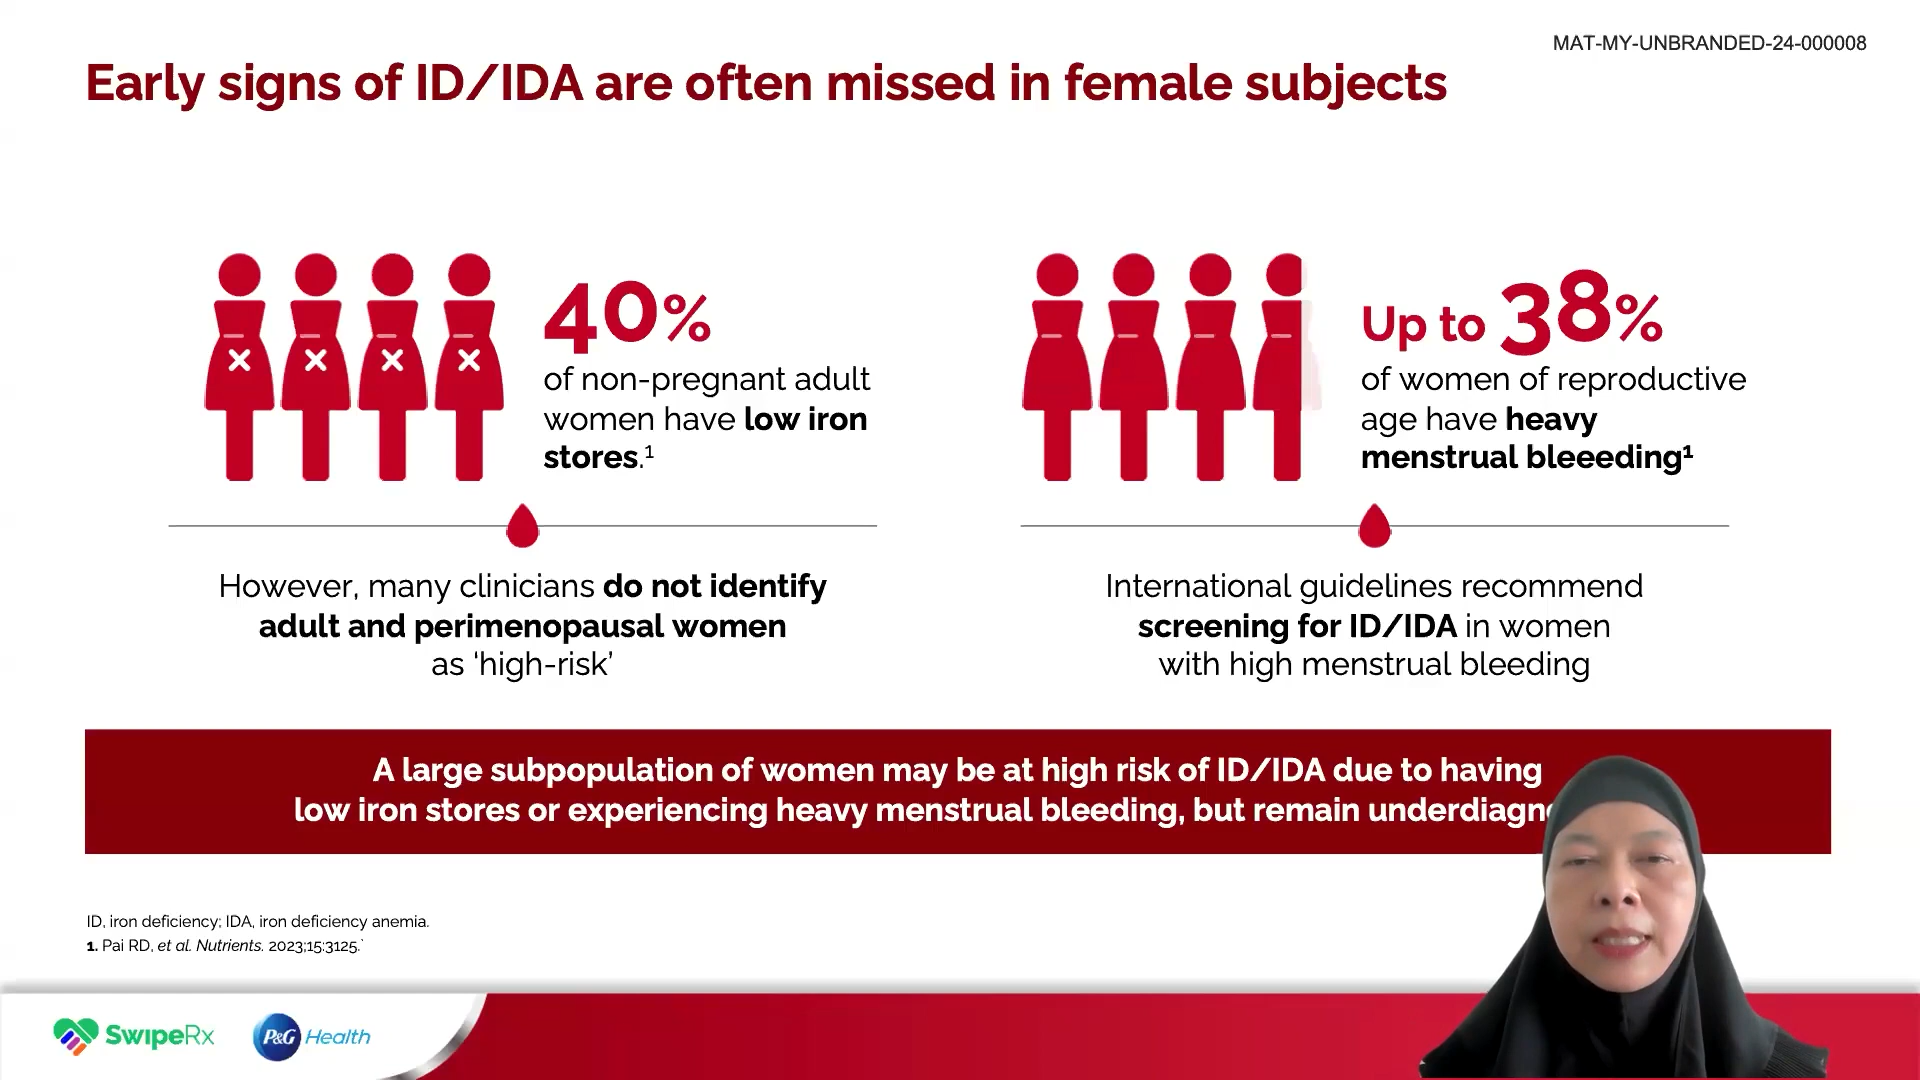 MAT-MY-UNBRANDED-24-000008
Early signs of ID/IDA are often missed in female subjects
40%
of non-pregnant adult
women have low iron
stores.¹
However, many clinicians do not identify
adult and perimenopausal women
as ‘high-risk’
Up to 38%
of women of reproductive
age have heavy
menstrual bleeeding¹
International guidelines recommend
screening for ID/IDA in women
with high menstrual bleeding
A large subpopulation of women may be at high risk of ID/IDA due to having
low iron stores or experiencing heavy menstrual bleeding, but remain underdiagn
ID, iron deficiency; IDA, iron deficiency anemia.
1. Pai RD, et al. Nutrients. 2023;15:3125.`
SwipeRx
P&G Health